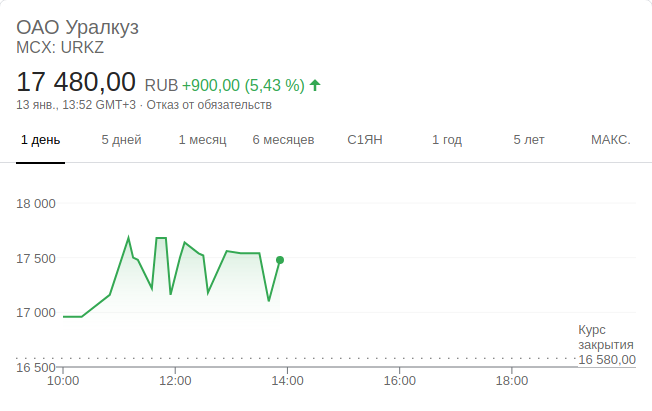 ОАО Уралкуз
MCX: URKZ
17 480,00 RUB +900,00 (5,43 %)
13 янв., 13:52 GMT+3 · Отказ от обязательств
1 день 5 дней 1 месяц 6 месяцев С1ЯН 1 год 5 лет МАКС.
18 000
17 500
17 000
Курс
закрытия
16 580,00
16 500
10:00 12:00 14:00 16:00 18:00